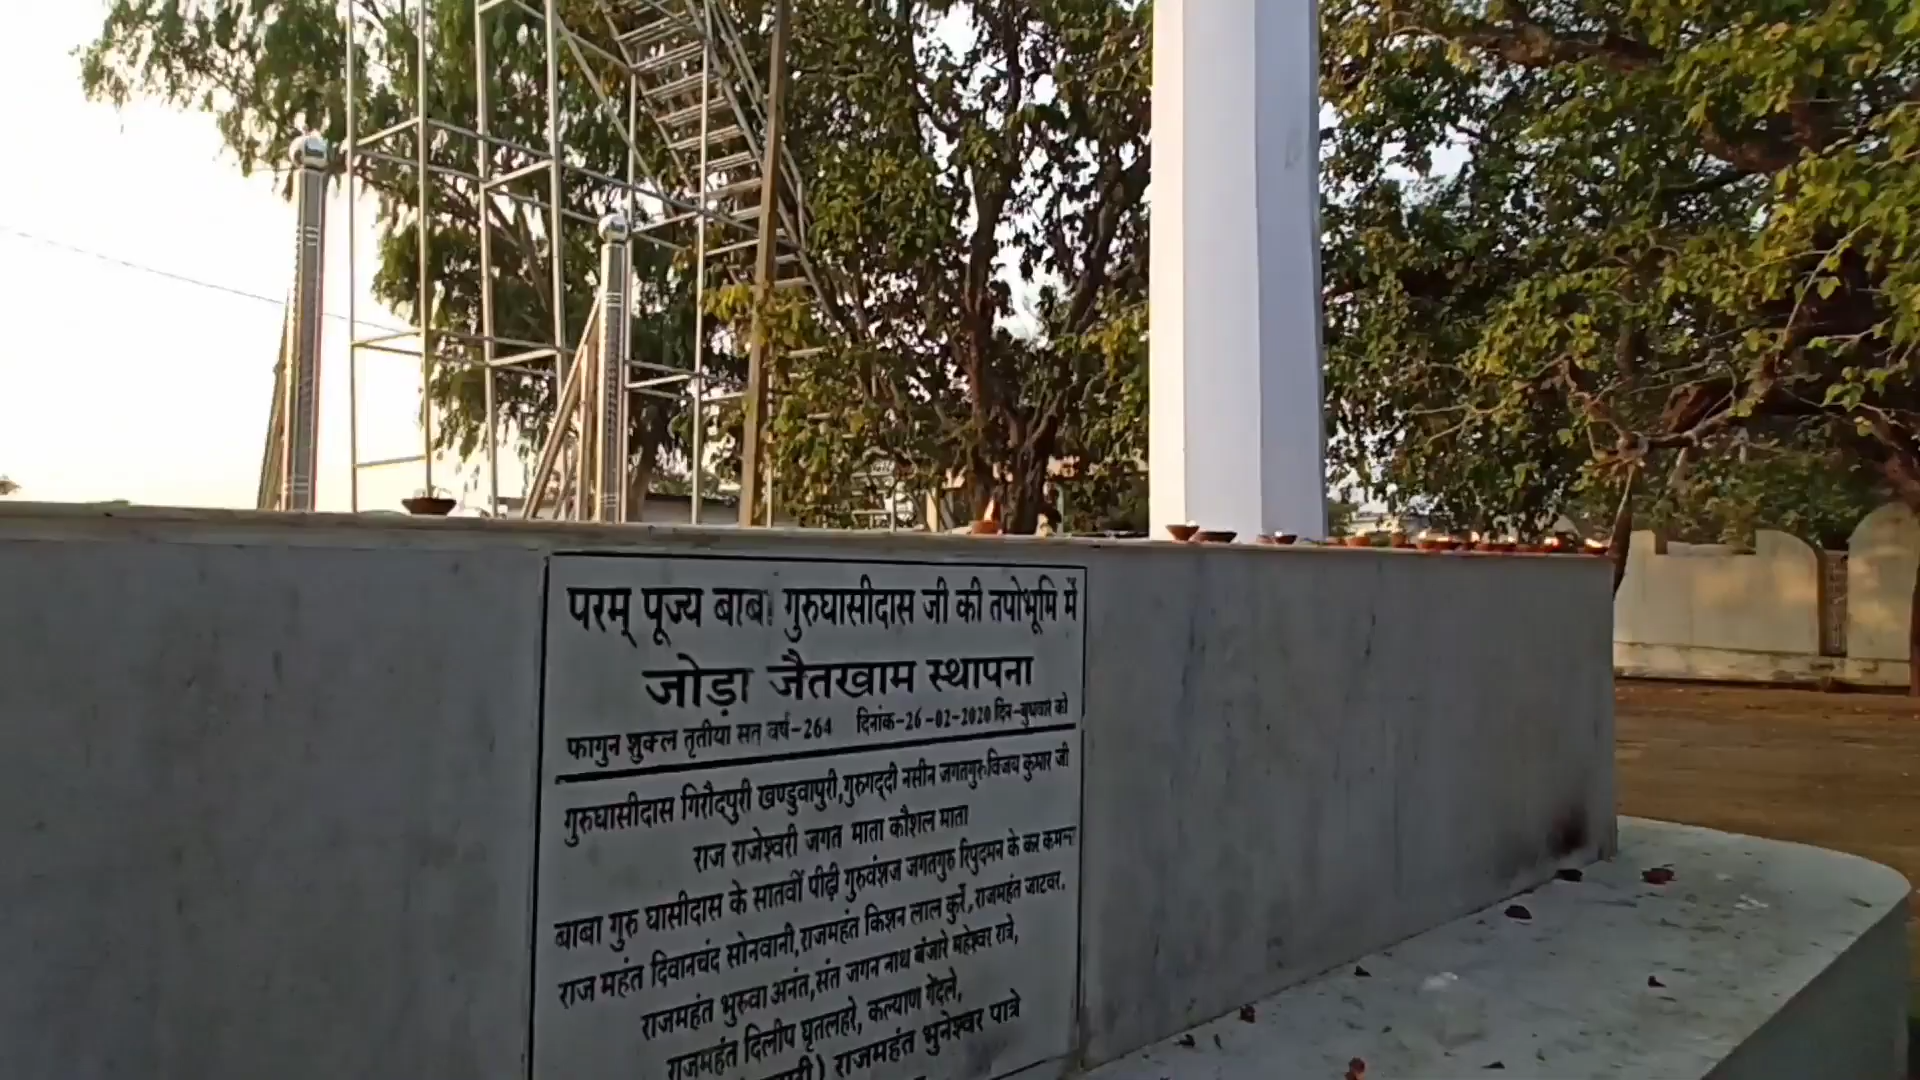 परम् पूज्य बाबा गुरुघासीदास जी की तपोभूमि में
जोड़ा जैतखाम स्थापना
फागुन शुक्ल तृतीया सत वर्ष-264 दिनांक-26-02-2020 दिन-बुधवार को
गुरुघासीदास गिरौदपुरी खण्डुवापुरी,गुरुगद्दी नसीन जगतगुरु विजय कुमार जी
राज राजेश्वरी जगत माता कौशल माता
बाबा गुरु घासीदास के सातवीं पीढ़ी गुरुवंशज जगतगुरु रिपुदमन के कर कमलों
राज महंत दिवानचंद सोनवानी,राजमहंत किशन लाल कुर्रे,राजमहंत जाटवर,
राजमहंत भुरुवा अनंत,संत जगन नाथ बंजारे महेश्वर रात्रे,
राजमहंत दिलीप घृतलहरे, कल्याण गेंदले,
राजमहंत भुनेश्वर पात्रे